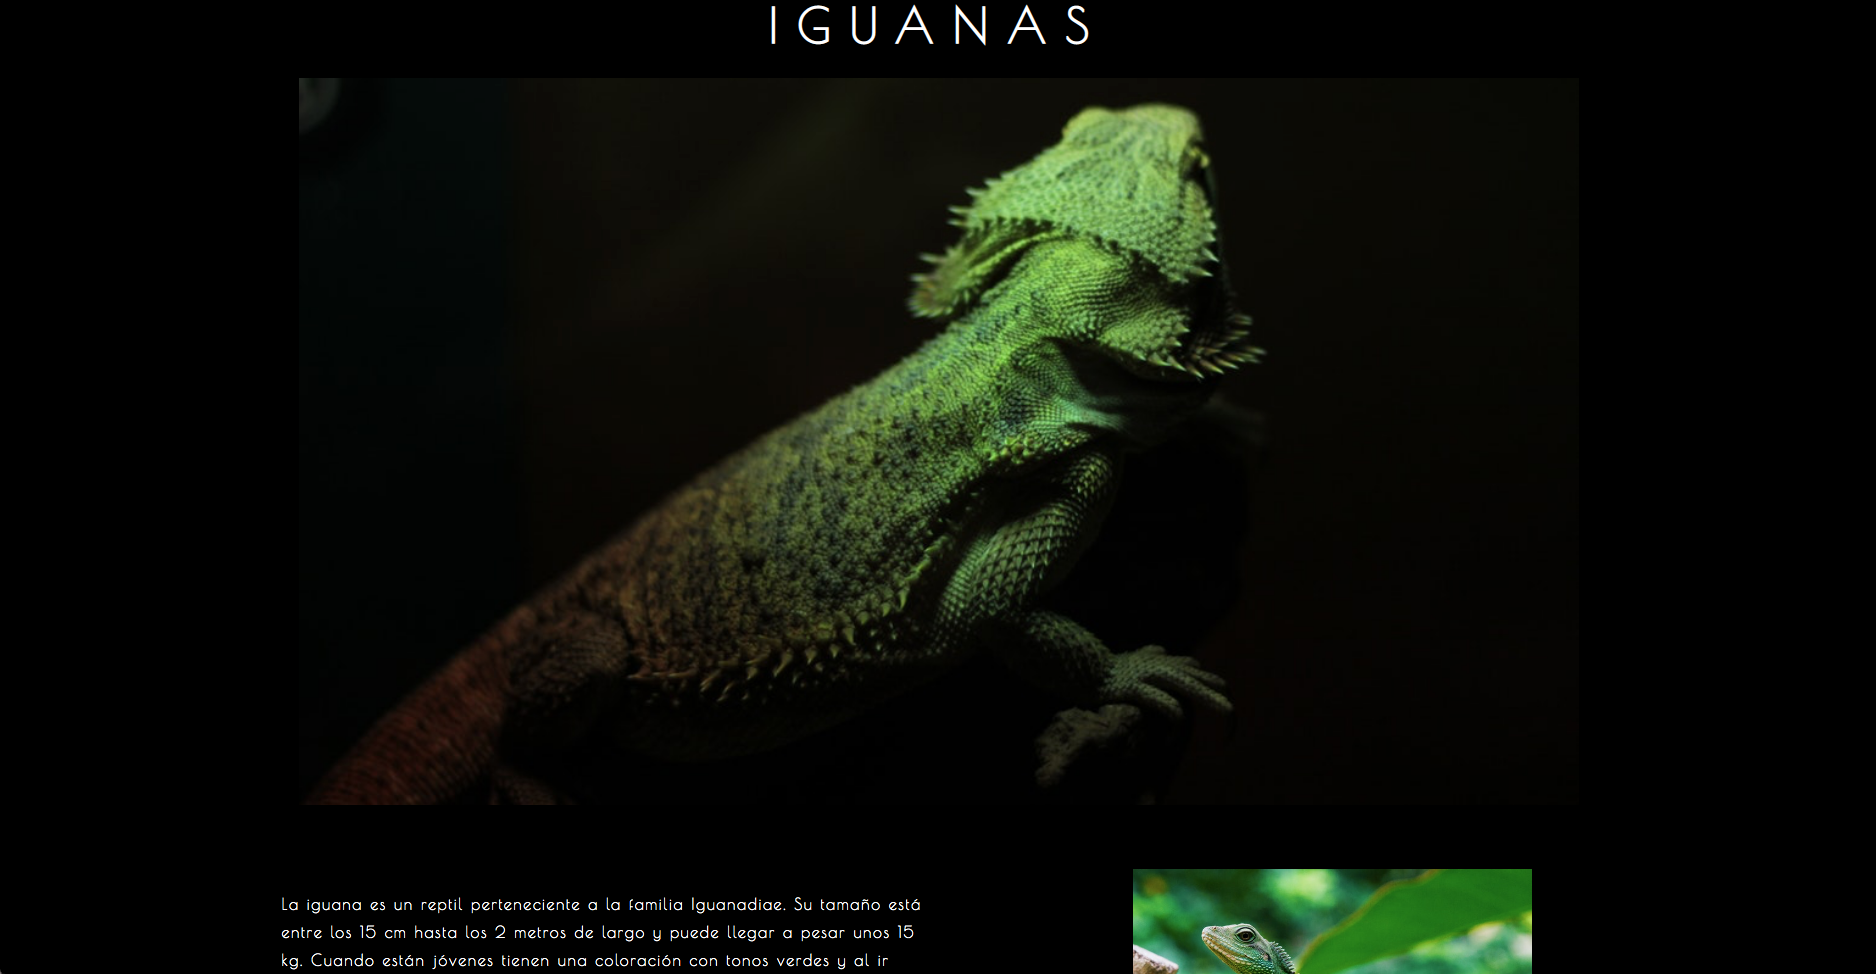 IGUANAS
La iguana es un reptil perteneciente a la familia Iguanadiae. Su tamaño está
entre los 15 cm hasta los 2 metros de largo y puede llegar a pesar unos 15
kg. Cuando están jóvenes tienen una coloración con tonos verdes y al ir